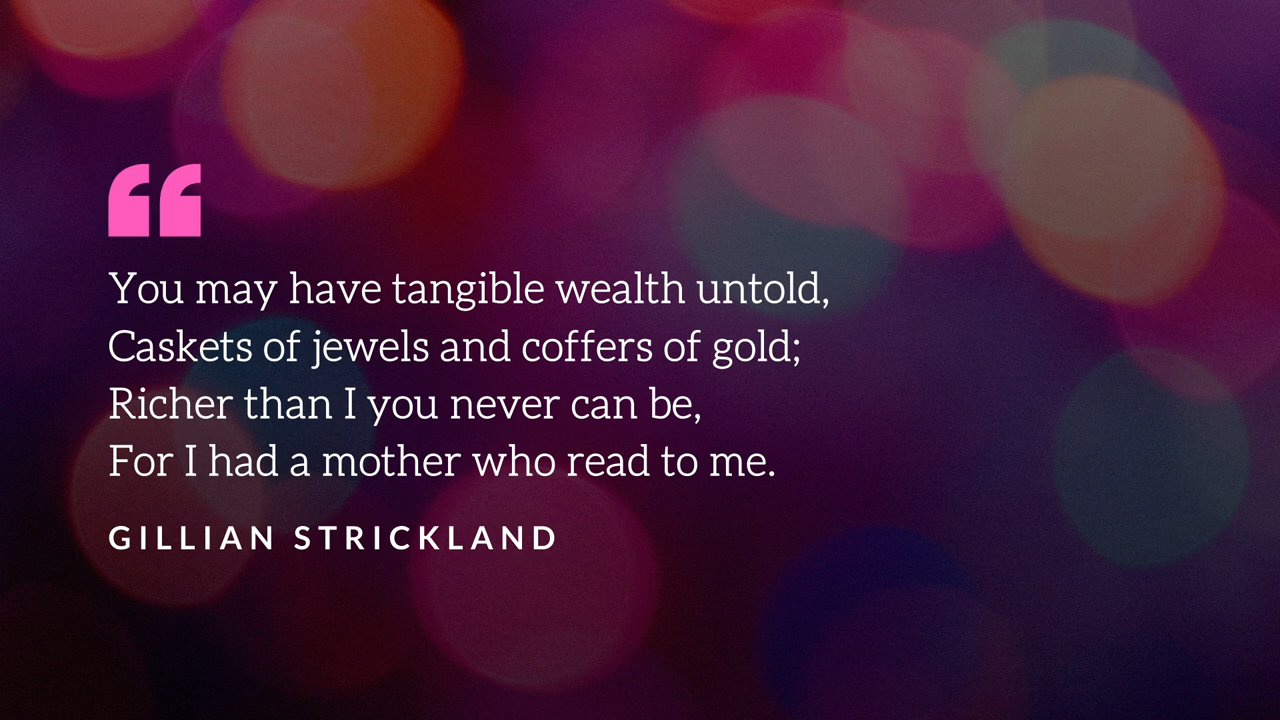 “
You may have tangible wealth untold,
Caskets of jewels and coffers of gold;
Richer than I you never can be,
For I had a mother who read to me.
GILLIAN STRICKLAND